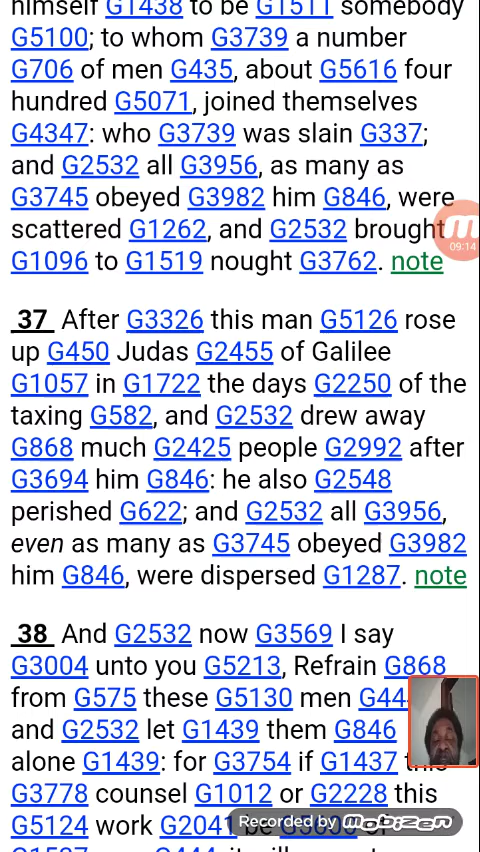 himself G1438 to be G1511 somebody
G5100; to whom G3739 a number
G706 of men G435, about G5616 four
hundred G5071, joined themselves
G4347: who G3739 was slain G337;
and G2532 all G3956, as many as
G3745 obeyed G3982 him G846, were
scattered G1262, and G2532 brought
G1096 to G1519 nought G3762. note
09:14
37 After G3326 this man G5126 rose
up G450 Judas G2455 of Galilee
G1057 in G1722 the days G2250 of the
taxing G582, and G2532 drew away
G868 much G2425 people G2992 after
G3694 him G846: he also G2548
perished G622; and G2532 all G3956,
even as many as G3745 obeyed G3982
him G846, were dispersed G1287. note
38 And G2532 now G3569 I say
G3004 unto you G5213, Refrain G868
from G575 these G5130 men
and G2532 let G1439 them G846
alone G1439: for G3754 if G1437 this
G3778 counsel G1012 or G2228 this
G5124 work G2041 be of
Recorded by mobizen